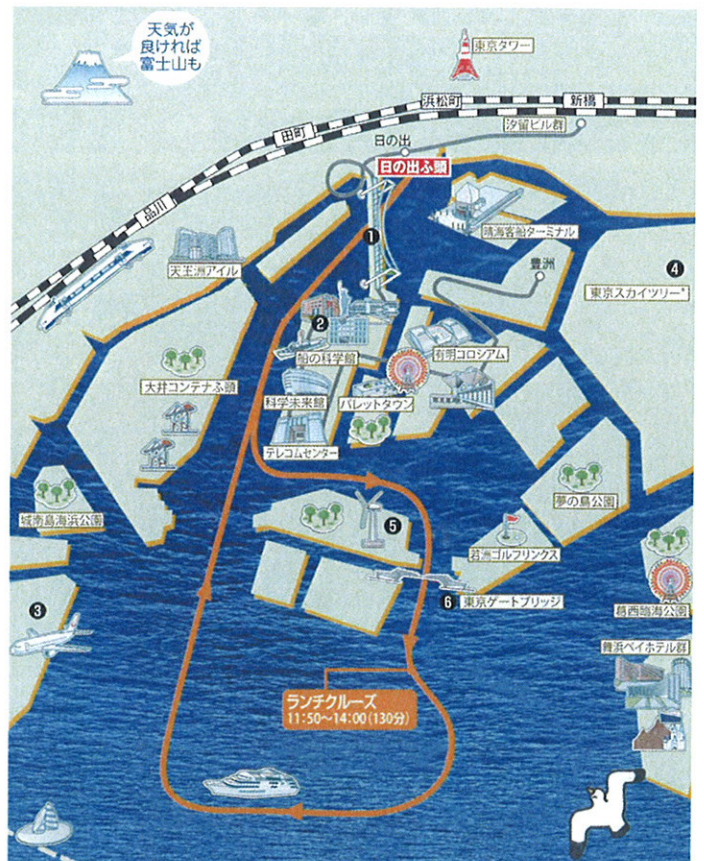 天気が
良ければ
富士山も
東京タワー
浜松町
新橋
汐留ビル群
田町
日の出
日の出ふ頭
品川
❶
晴海客船ターミナル
天王洲アイル
豊洲
❹
東京スカイツリー®
❷
船の科学館
有明コロシアム
大井コンテナふ頭
科学未来館
パレットタウン
テレコムセンター
城南島海浜公園
夢の島公園
❺
若洲ゴルフリンクス
❸
❻
東京ゲートブリッジ
葛西臨海公園
舞浜ベイホテル群
ランチクルーズ
11:50〜14:00(130分)